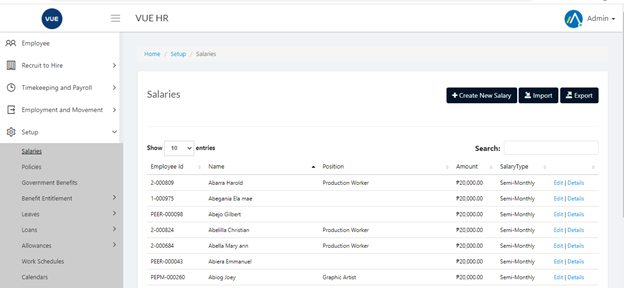 VUE
VUE HR
Admin
Employee
Recruit to Hire
Timekeeping and Payroll
Employment and Movement
Setup
Salaries
Policies
Government Benefits
Benefit Entitlement
Leaves
Loans
Allowances
Work Schedules
Calendars
Home / Setup / Salaries
Salaries
+ Create New Salary Import Export
Show 10 entries Search:
Employee Id Name Position Amount SalaryType
2-000809 Abarra Harold Production Worker ₱20,000.00 Semi-Monthly Edit | Details
1-000975 Abegania Ela mae ₱20,000.00 Semi-Monthly Edit | Details
PEER-000098 Abejo Gilbert ₱20,000.00 Semi-Monthly Edit | Details
2-000824 Abelilla Christian Production Worker ₱20,000.00 Semi-Monthly Edit | Details
2-000684 Abella Mary ann Production Worker ₱20,000.00 Semi-Monthly Edit | Details
PEER-000043 Abiera Emmanuel ₱20,000.00 Semi-Monthly Edit | Details
PEPM-000260 Abiog Joey Graphic Artist ₱20,000.00 Semi-Monthly Edit | Details